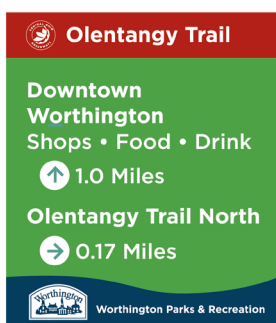 Olentangy Trail
Downtown
Worthington
Shops • Food • Drink
1.0 Miles
Olentangy Trail North
0.17 Miles
Worthington
Worthington Parks & Recreation